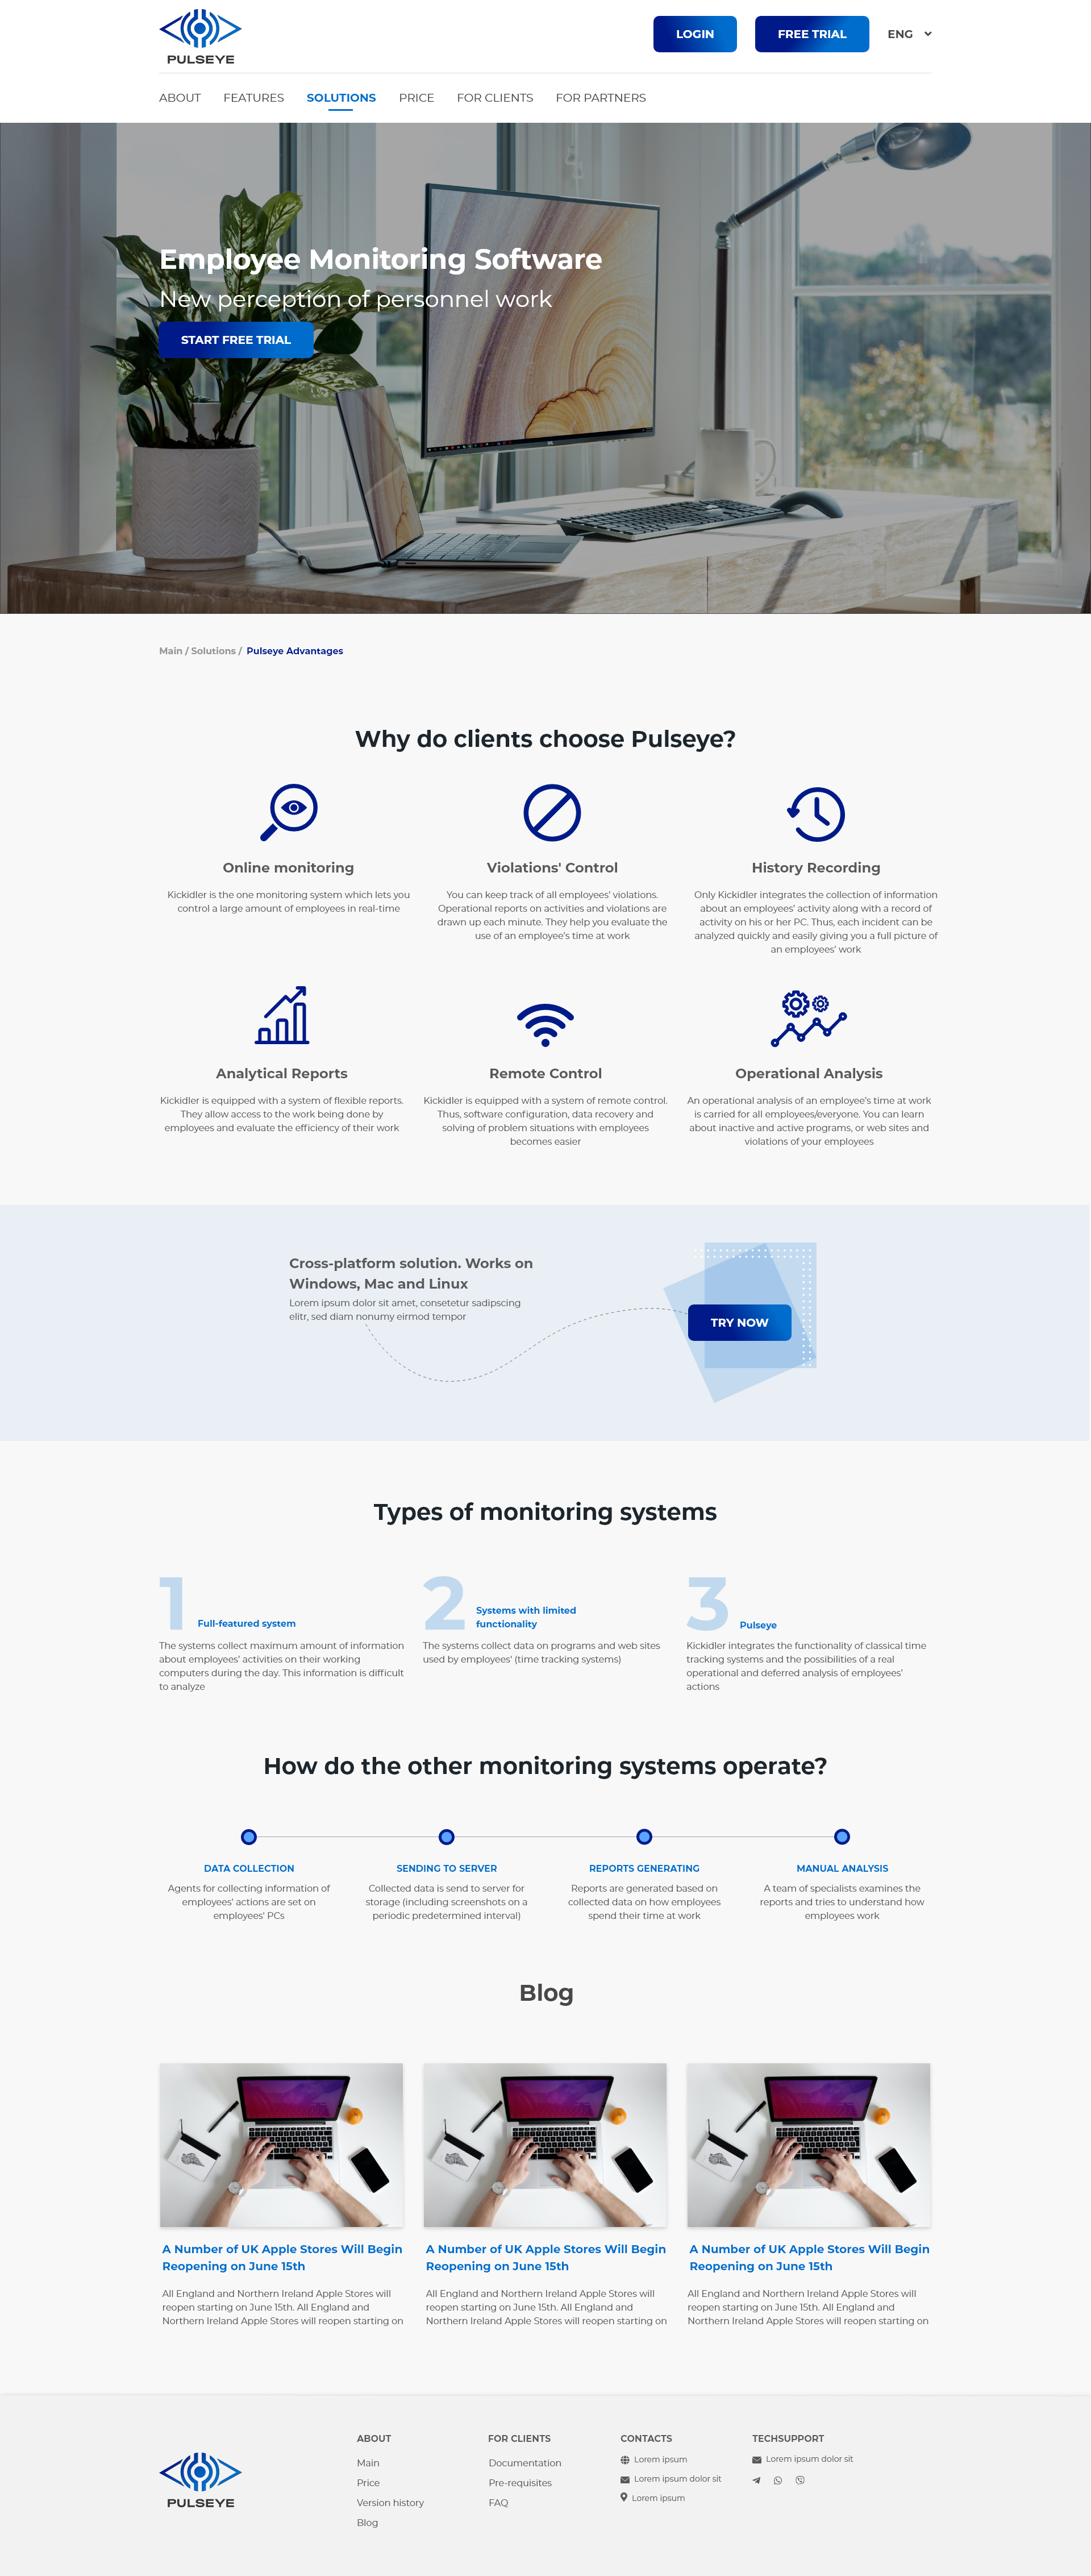 PULSEYE
LOGIN
FREE TRIAL
ENG
ABOUT
FEATURES
SOLUTIONS
PRICE
FOR CLIENTS
FOR PARTNERS
Employee Monitoring Software
New perception of personnel work
START FREE TRIAL
Main / Solutions / Pulseye Advantages
Why do clients choose Pulseye?
Online monitoring
Kickidler is the one monitoring system which lets you
control a large amount of employees in real-time
Violations' Control
You can keep track of all employees' violations.
Operational reports on activities and violations are
drawn up each minute. They help you evaluate the
use of an employee's time at work
History Recording
Only Kickidler integrates the collection of information
about an employees' activity along with a record of
activity on his or her PC. Thus, each incident can be
analyzed quickly and easily giving you a full picture of
an employees' work
Analytical Reports
Kickidler is equipped with a system of flexible reports.
They allow access to the work being done by
employees and evaluate the efficiency of their work
Remote Control
Kickidler is equipped with a system of remote control.
Thus, software configuration, data recovery and
solving of problem situations with employees
becomes easier
Operational Analysis
An operational analysis of an employee's time at work
is carried for all employees/everyone. You can learn
about inactive and active programs, or web sites and
violations of your employees
Cross-platform solution. Works on
Windows, Mac and Linux
Lorem ipsum dolor sit amet, consetetur sadipscing
elitr, sed diam nonumy eirmod tempor
TRY NOW
Types of monitoring systems
1
Full-featured system
The systems collect maximum amount of information
about employees' activities on their working
computers during the day. This information is difficult
to analyze
2
Systems with limited
functionality
The systems collect data on programs and web sites
used by employees' (time tracking systems)
3
Pulseye
Kickidler integrates the functionality of classical time
tracking systems and the possibilities of a real
operational and deferred analysis of employees'
actions
How do the other monitoring systems operate?
DATA COLLECTION
Agents for collecting information of
employees' actions are set on
employees' PCs
SENDING TO SERVER
Collected data is send to server for
storage (including screenshots on a
periodic predetermined interval)
REPORTS GENERATING
Reports are generated based on
collected data on how employees
spend their time at work
MANUAL ANALYSIS
A team of specialists examines the
reports and tries to understand how
employees work
Blog
A Number of UK Apple Stores Will Begin
Reopening on June 15th
All England and Northern Ireland Apple Stores will
reopen starting on June 15th. All England and
Northern Ireland Apple Stores will reopen starting on
A Number of UK Apple Stores Will Begin
Reopening on June 15th
All England and Northern Ireland Apple Stores will
reopen starting on June 15th. All England and
Northern Ireland Apple Stores will reopen starting on
A Number of UK Apple Stores Will Begin
Reopening on June 15th
All England and Northern Ireland Apple Stores will
reopen starting on June 15th. All England and
Northern Ireland Apple Stores will reopen starting on
PULSEYE
ABOUT
Main
Price
Version history
Blog
FOR CLIENTS
Documentation
Pre-requisites
FAQ
CONTACTS
Lorem ipsum
Lorem ipsum dolor sit
Lorem ipsum
TECHSUPPORT
Lorem ipsum dolor sit